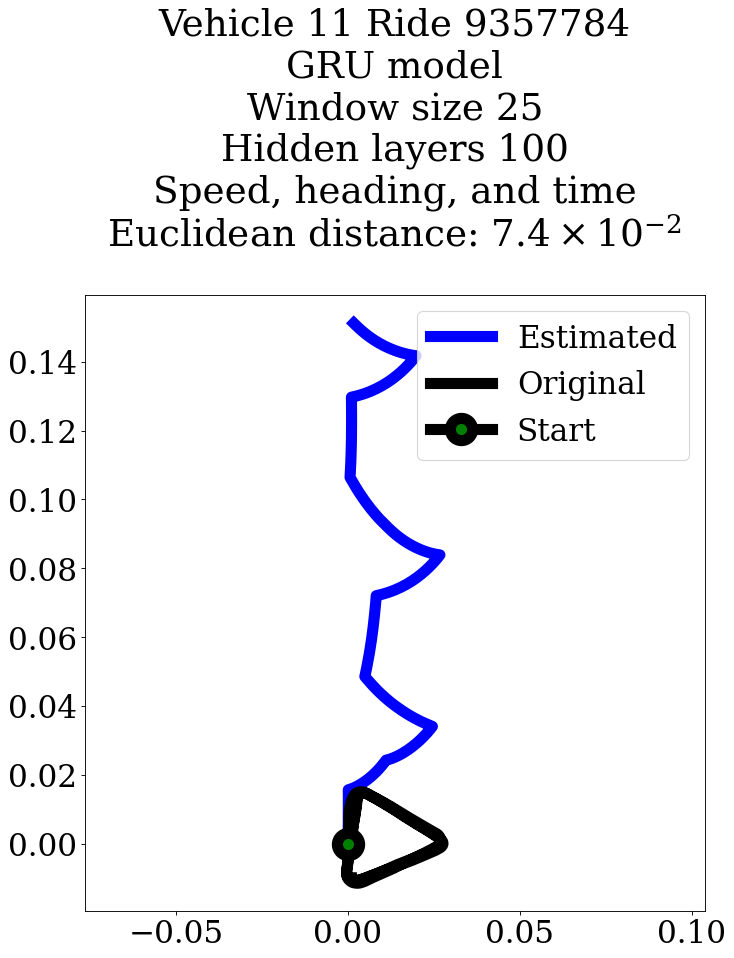 Vehicle 11 Ride 9357784
GRU model
Window size 25
Hidden layers 100
Speed, heading, and time
Euclidean distance: 7.4 × 10⁻²
Estimated
Original
Start
0.14
0.12
0.10
0.08
0.06
0.04
0.02
0.00
−0.05 0.00 0.05 0.10